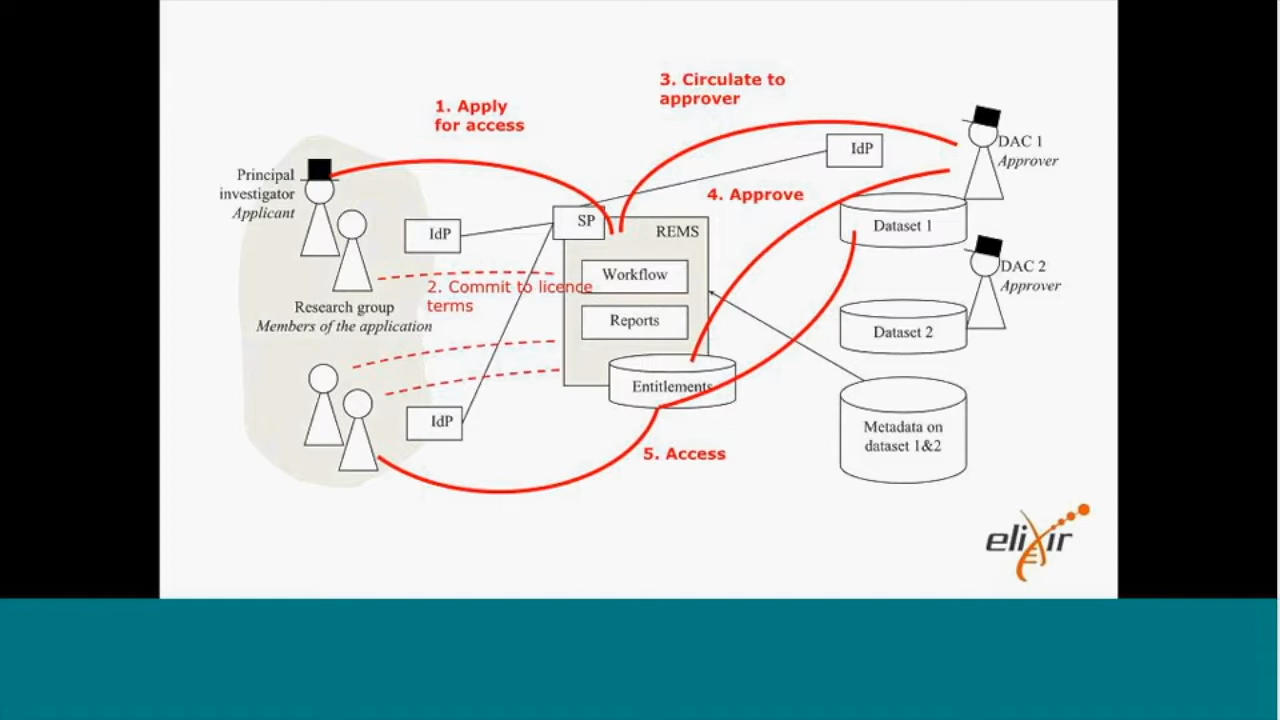 3. Circulate to
approver
1. Apply
for access
IdP
DAC 1
Approver
Principal
investigator
Applicant
4. Approve
IdP
SP
REMS
Dataset 1
Workflow
DAC 2
Approver
2. Commit to licence
terms
Research group
Members of the application
Reports
Dataset 2
Entitlements
IdP
Metadata on
dataset 1&2
5. Access
elixir